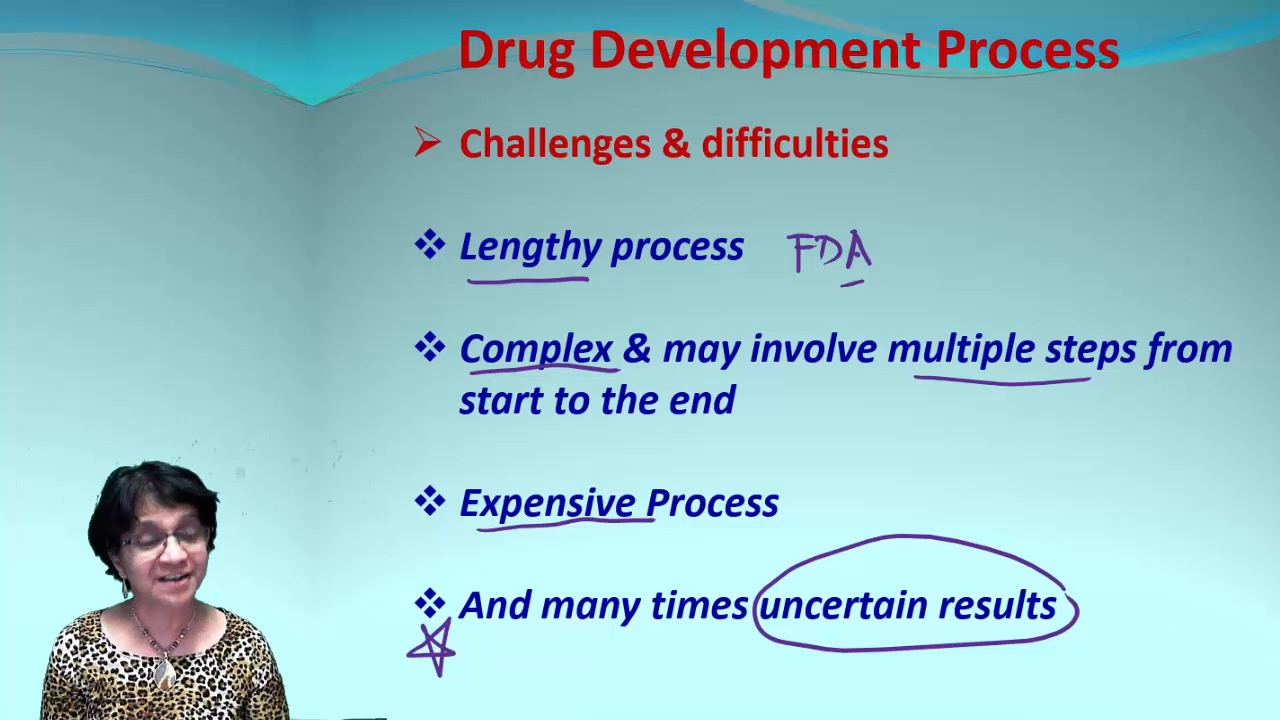 Drug Development Process
Challenges & difficulties
Lengthy process FDA
Complex & may involve multiple steps from
start to the end
Expensive Process
And many times uncertain results